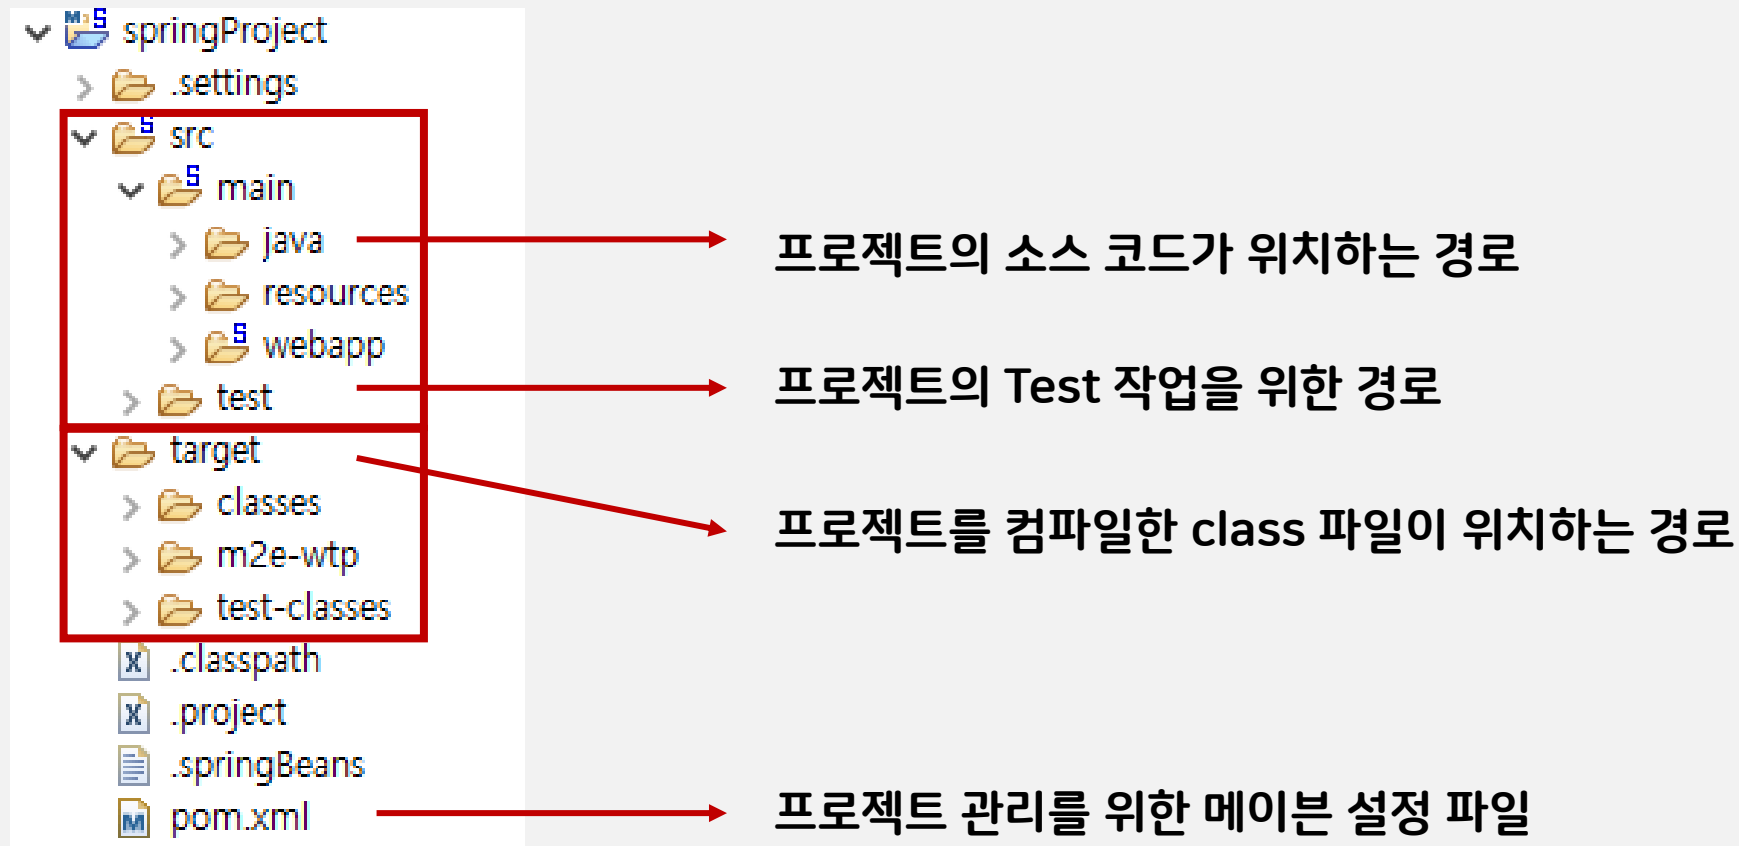 springProject
.settings
src
main
java
프로젝트의 소스 코드가 위치하는 경로
resources
webapp
test
프로젝트의 Test 작업을 위한 경로
target
classes
프로젝트를 컴파일한 class 파일이 위치하는 경로
m2e-wtp
test-classes
.classpath
.project
.springBeans
pom.xml
프로젝트 관리를 위한 메이븐 설정 파일